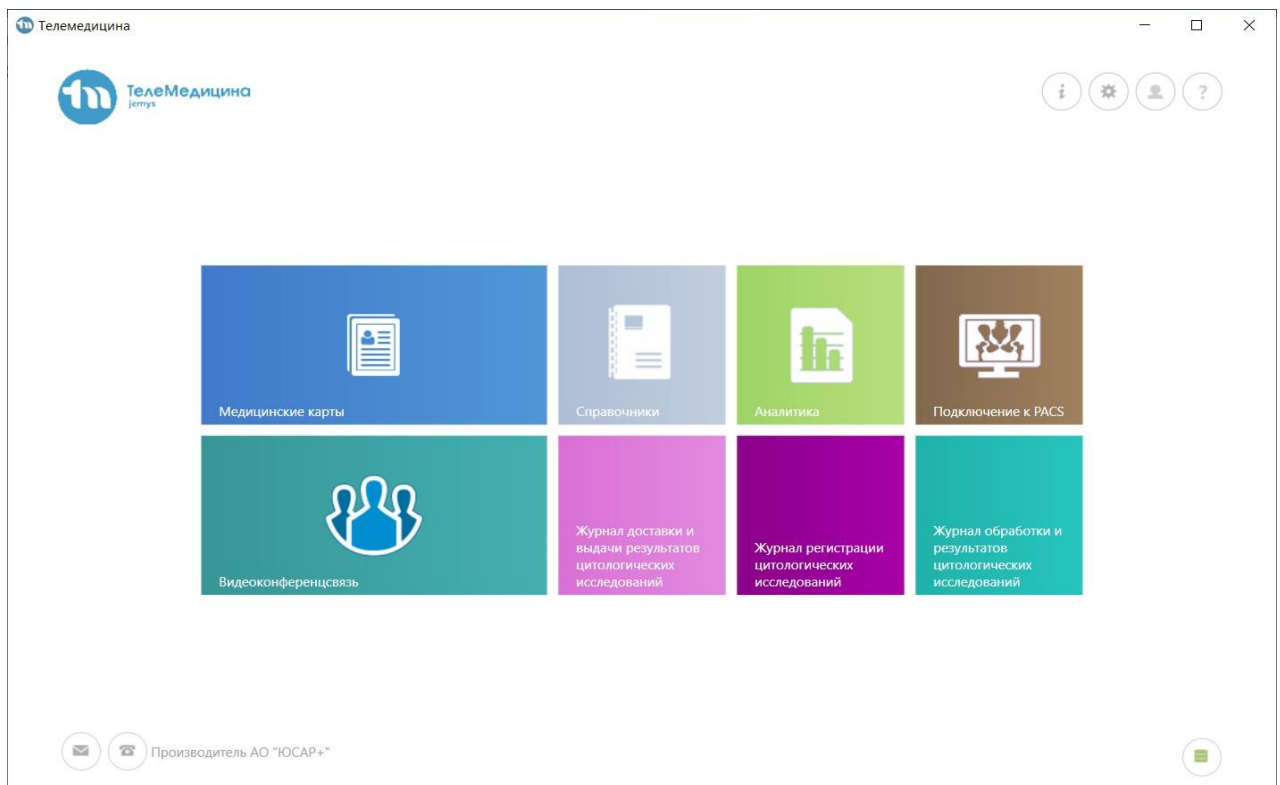 Телемедицина
ТелеМедицина
jemys
Медицинские карты
Справочники
Аналитика
Подключение к PACS
Видеоконференцсвязь
Журнал доставки и
выдачи результатов
цитологических
исследований
Журнал регистрации
цитологических
исследований
Журнал обработки и
результатов
цитологических
исследований
Производитель АО "ЮСАР+"